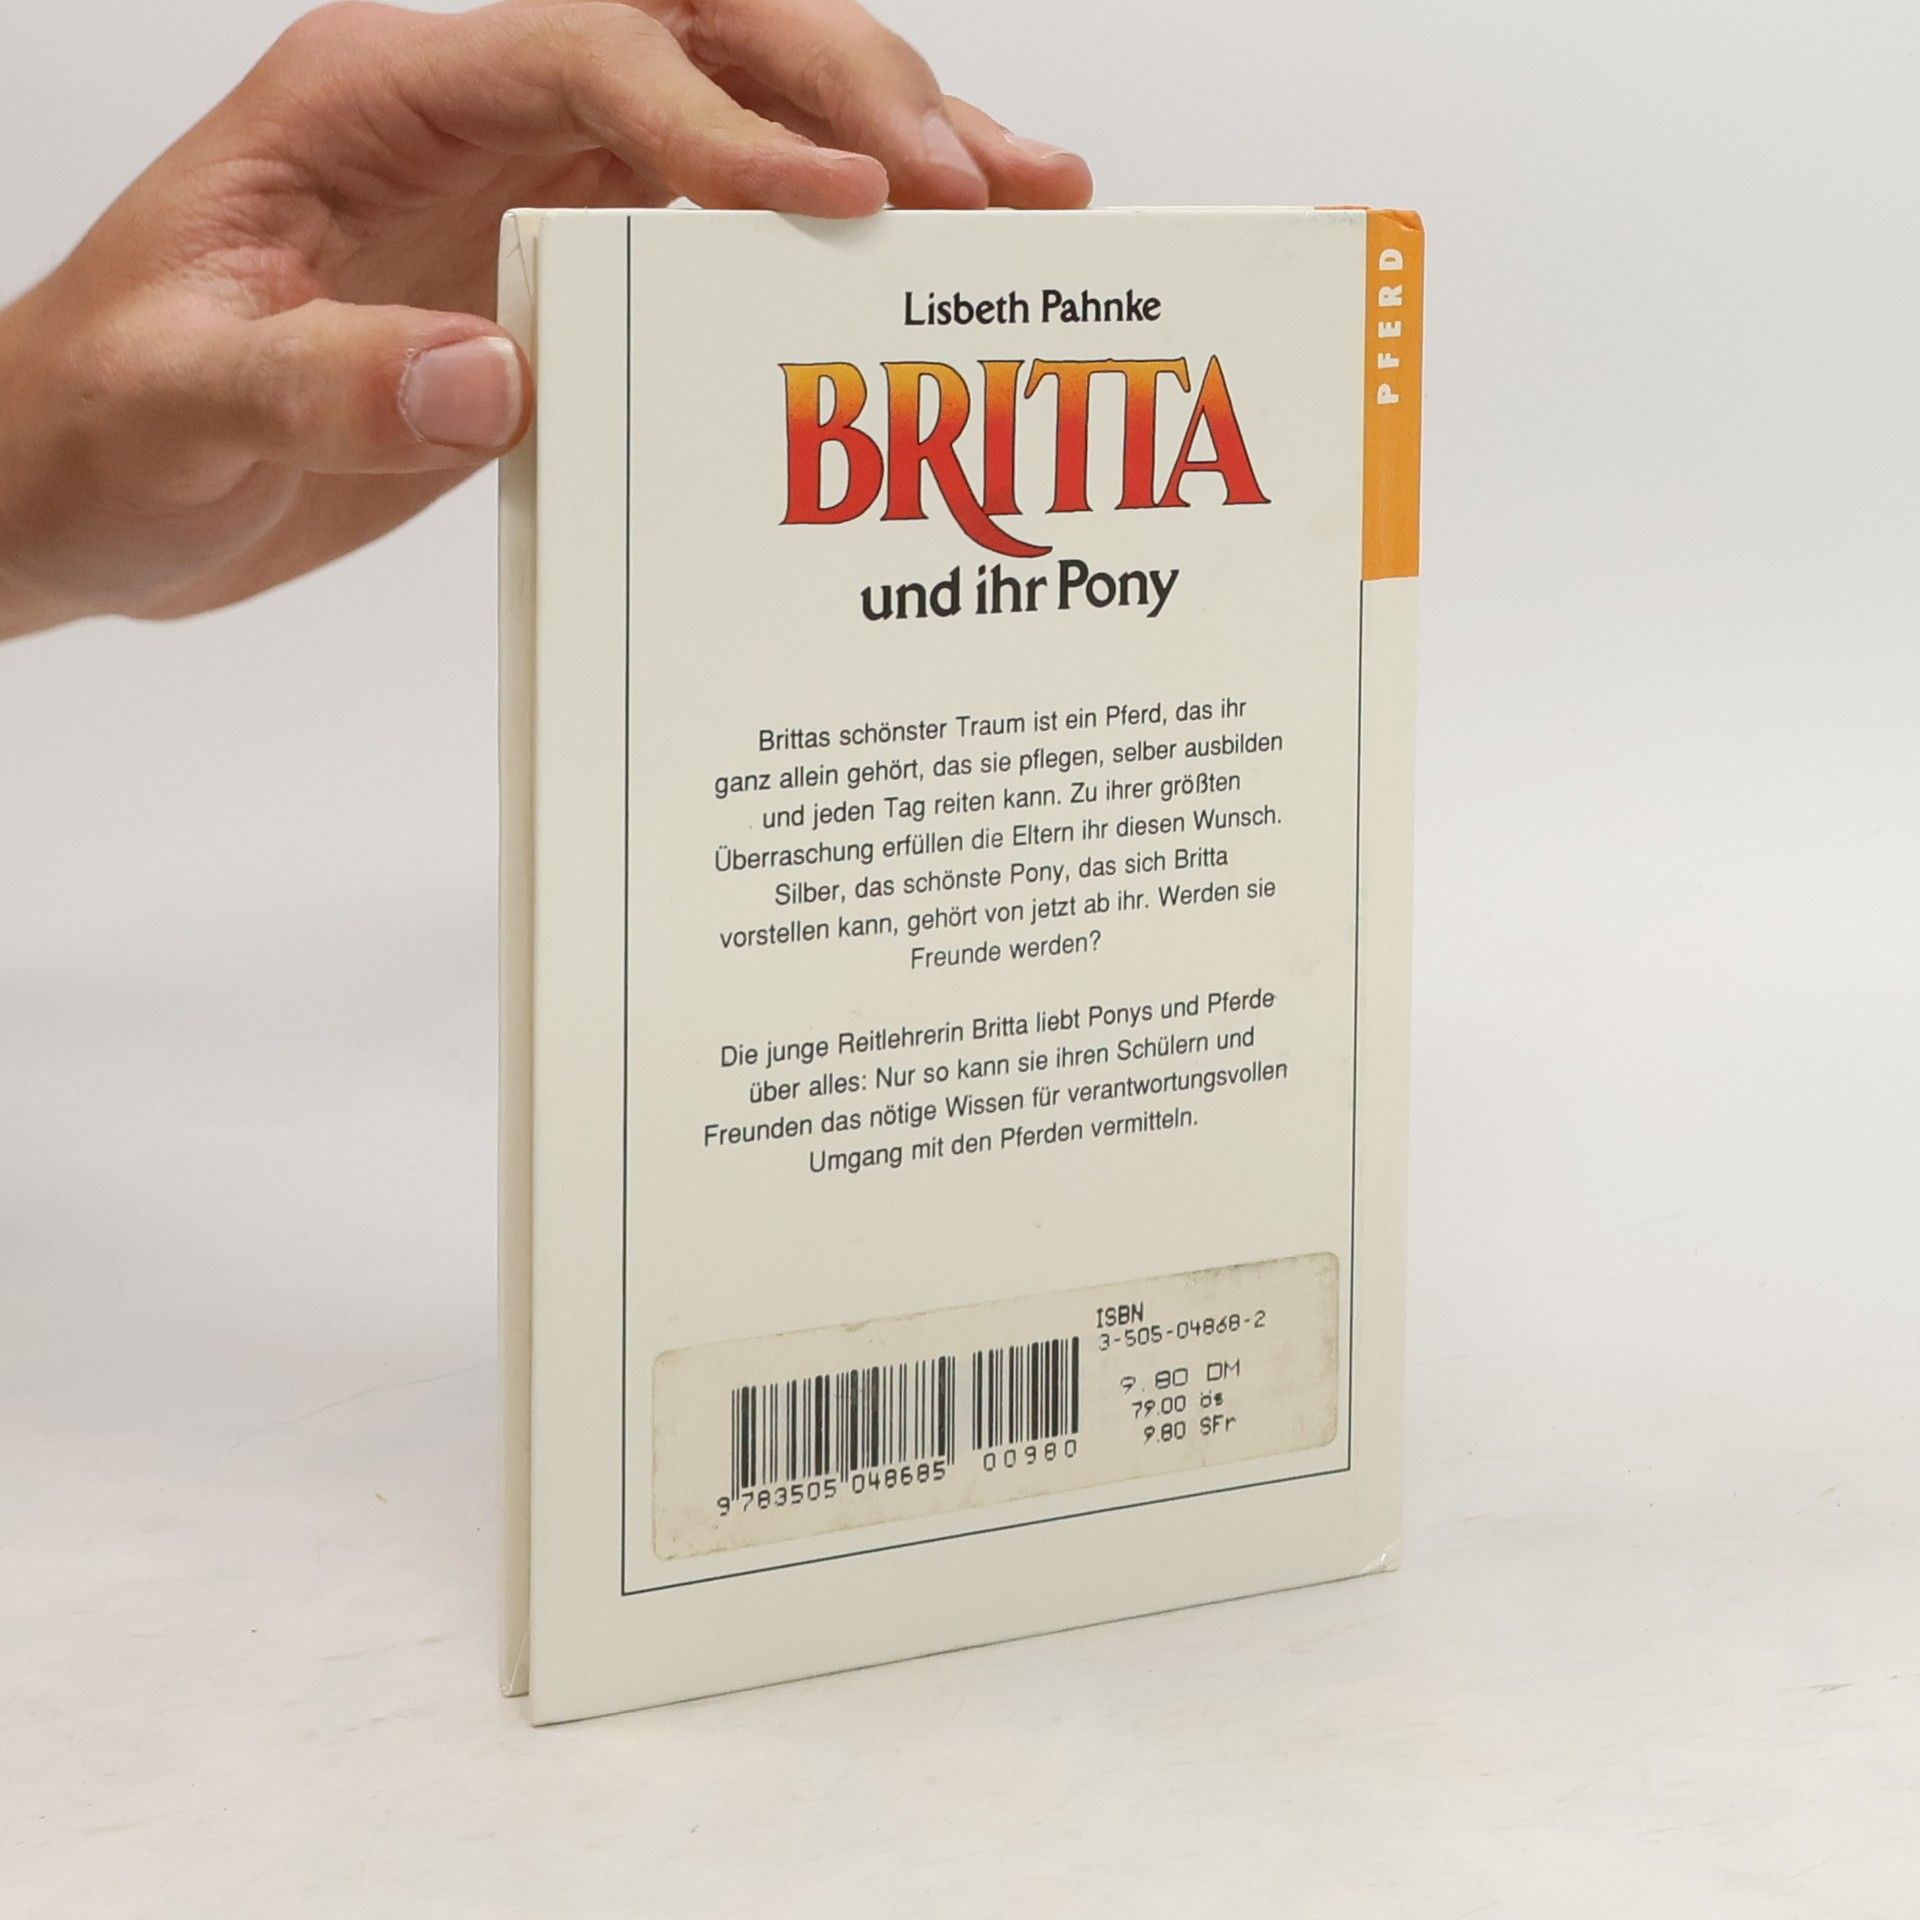 Lisbeth Pahnke
BRITTA
und ihr Pony
PFERD
Brittas schönster Traum ist ein Pferd, das ihr
ganz allein gehört, das sie pflegen, selber ausbilden
und jeden Tag reiten kann. Zu ihrer größten
Überraschung erfüllen die Eltern ihr diesen Wunsch.
Silber, das schönste Pony, das sich Britta
vorstellen kann, gehört von jetzt ab ihr. Werden sie
Freunde werden?
Die junge Reitlehrerin Britta liebt Ponys und Pferde
über alles: Nur so kann sie ihren Schülern und
Freunden das nötige Wissen für verantwortungsvollen
Umgang mit den Pferden vermitteln.
ISBN
3-505-04868-2
9.80 DM
79.00 öS
9.80 SFr
9 783505 048685 00980